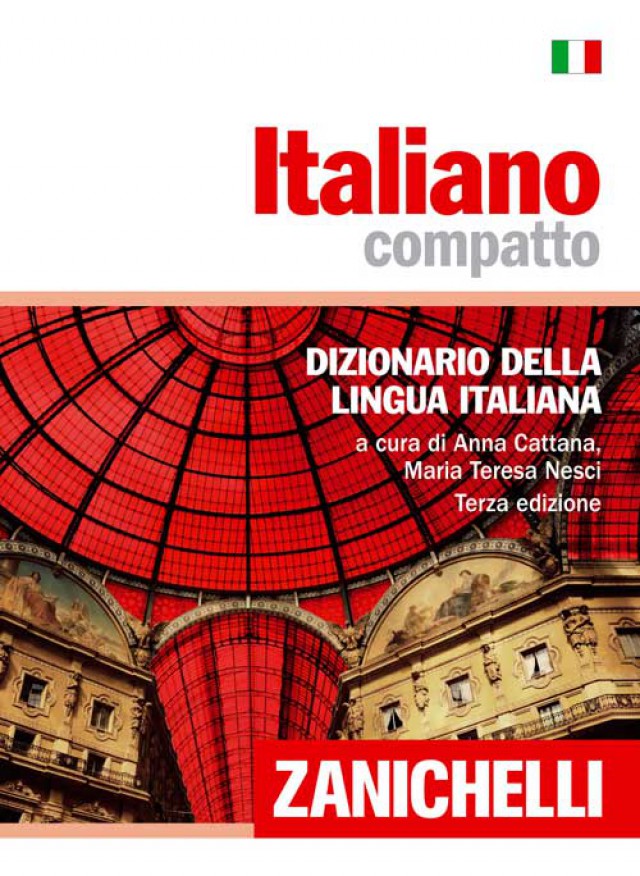 Italiano
compatto
DIZIONARIO DELLA
LINGUA ITALIANA
a cura di Anna Cattana,
Maria Teresa Nesci
Terza edizione
ZANICHELLI